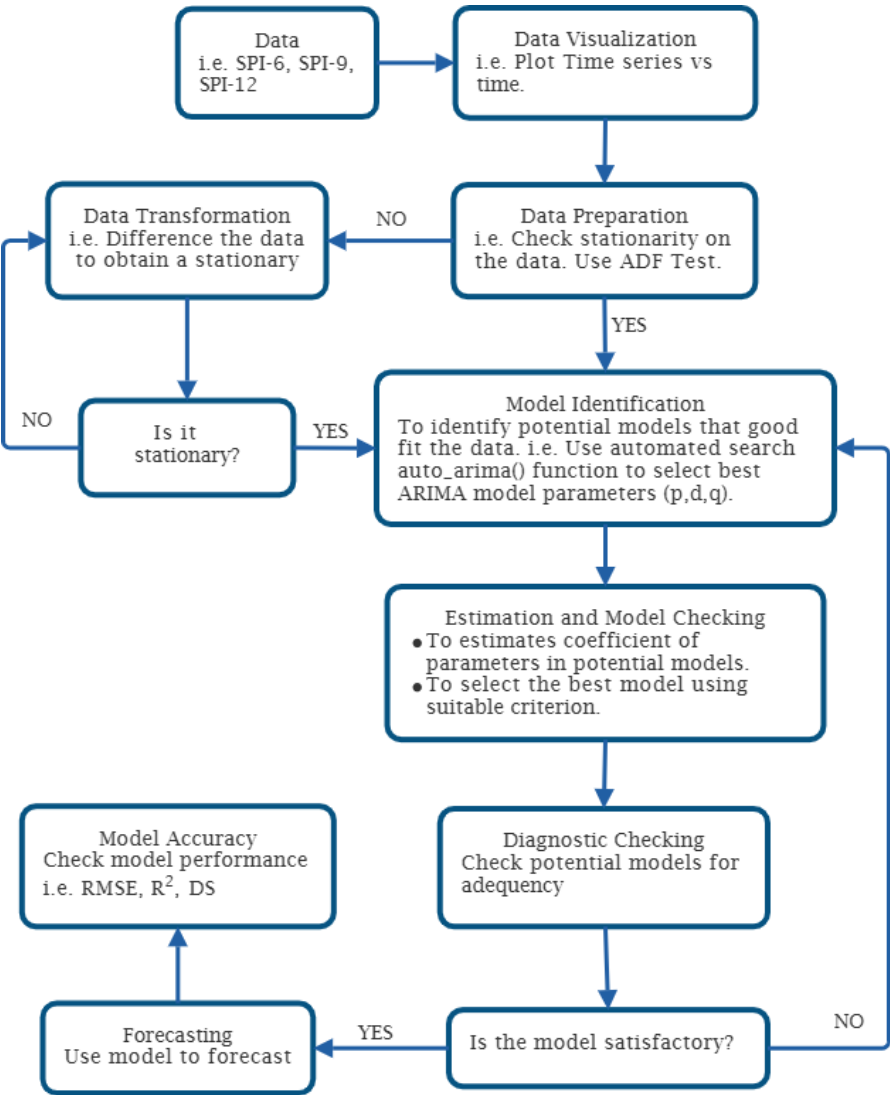 Data
i.e. SPI-6, SPI-9,
SPI-12
Data Visualization
i.e. Plot Time series vs
time.
Data Transformation
i.e. Difference the data
to obtain a stationary
NO
Data Preparation
i.e. Check stationarity on
the data. Use ADF Test.
YES
NO
Is it
stationary?
YES
Model Identification
To identify potential models that good
fit the data. i.e. Use automated search
auto_arima() function to select best
ARIMA model parameters (p,d,q).
Estimation and Model Checking
● To estimates coefficient of
parameters in potential models.
● To select the best model using
suitable criterion.
Model Accuracy
Check model performance
i.e. RMSE, R², DS
Diagnostic Checking
Check potential models for
adequency
Forecasting
Use model to forecast
YES
Is the model satisfactory?
NO